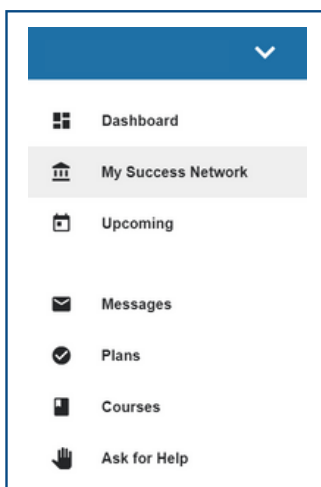 Dashboard
My Success Network
Upcoming
Messages
Plans
Courses
Ask for Help